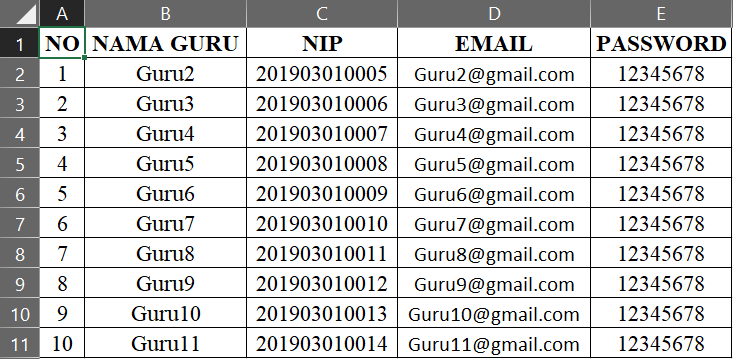 A B C D E
1 NO NAMA GURU NIP EMAIL PASSWORD
2 1 Guru2 201903010005 Guru2@gmail.com 12345678
3 2 Guru3 201903010006 Guru3@gmail.com 12345678
4 3 Guru4 201903010007 Guru4@gmail.com 12345678
5 4 Guru5 201903010008 Guru5@gmail.com 12345678
6 5 Guru6 201903010009 Guru6@gmail.com 12345678
7 6 Guru7 201903010010 Guru7@gmail.com 12345678
8 7 Guru8 201903010011 Guru8@gmail.com 12345678
9 8 Guru9 201903010012 Guru9@gmail.com 12345678
10 9 Guru10 201903010013 Guru10@gmail.com 12345678
11 10 Guru11 201903010014 Guru11@gmail.com 12345678